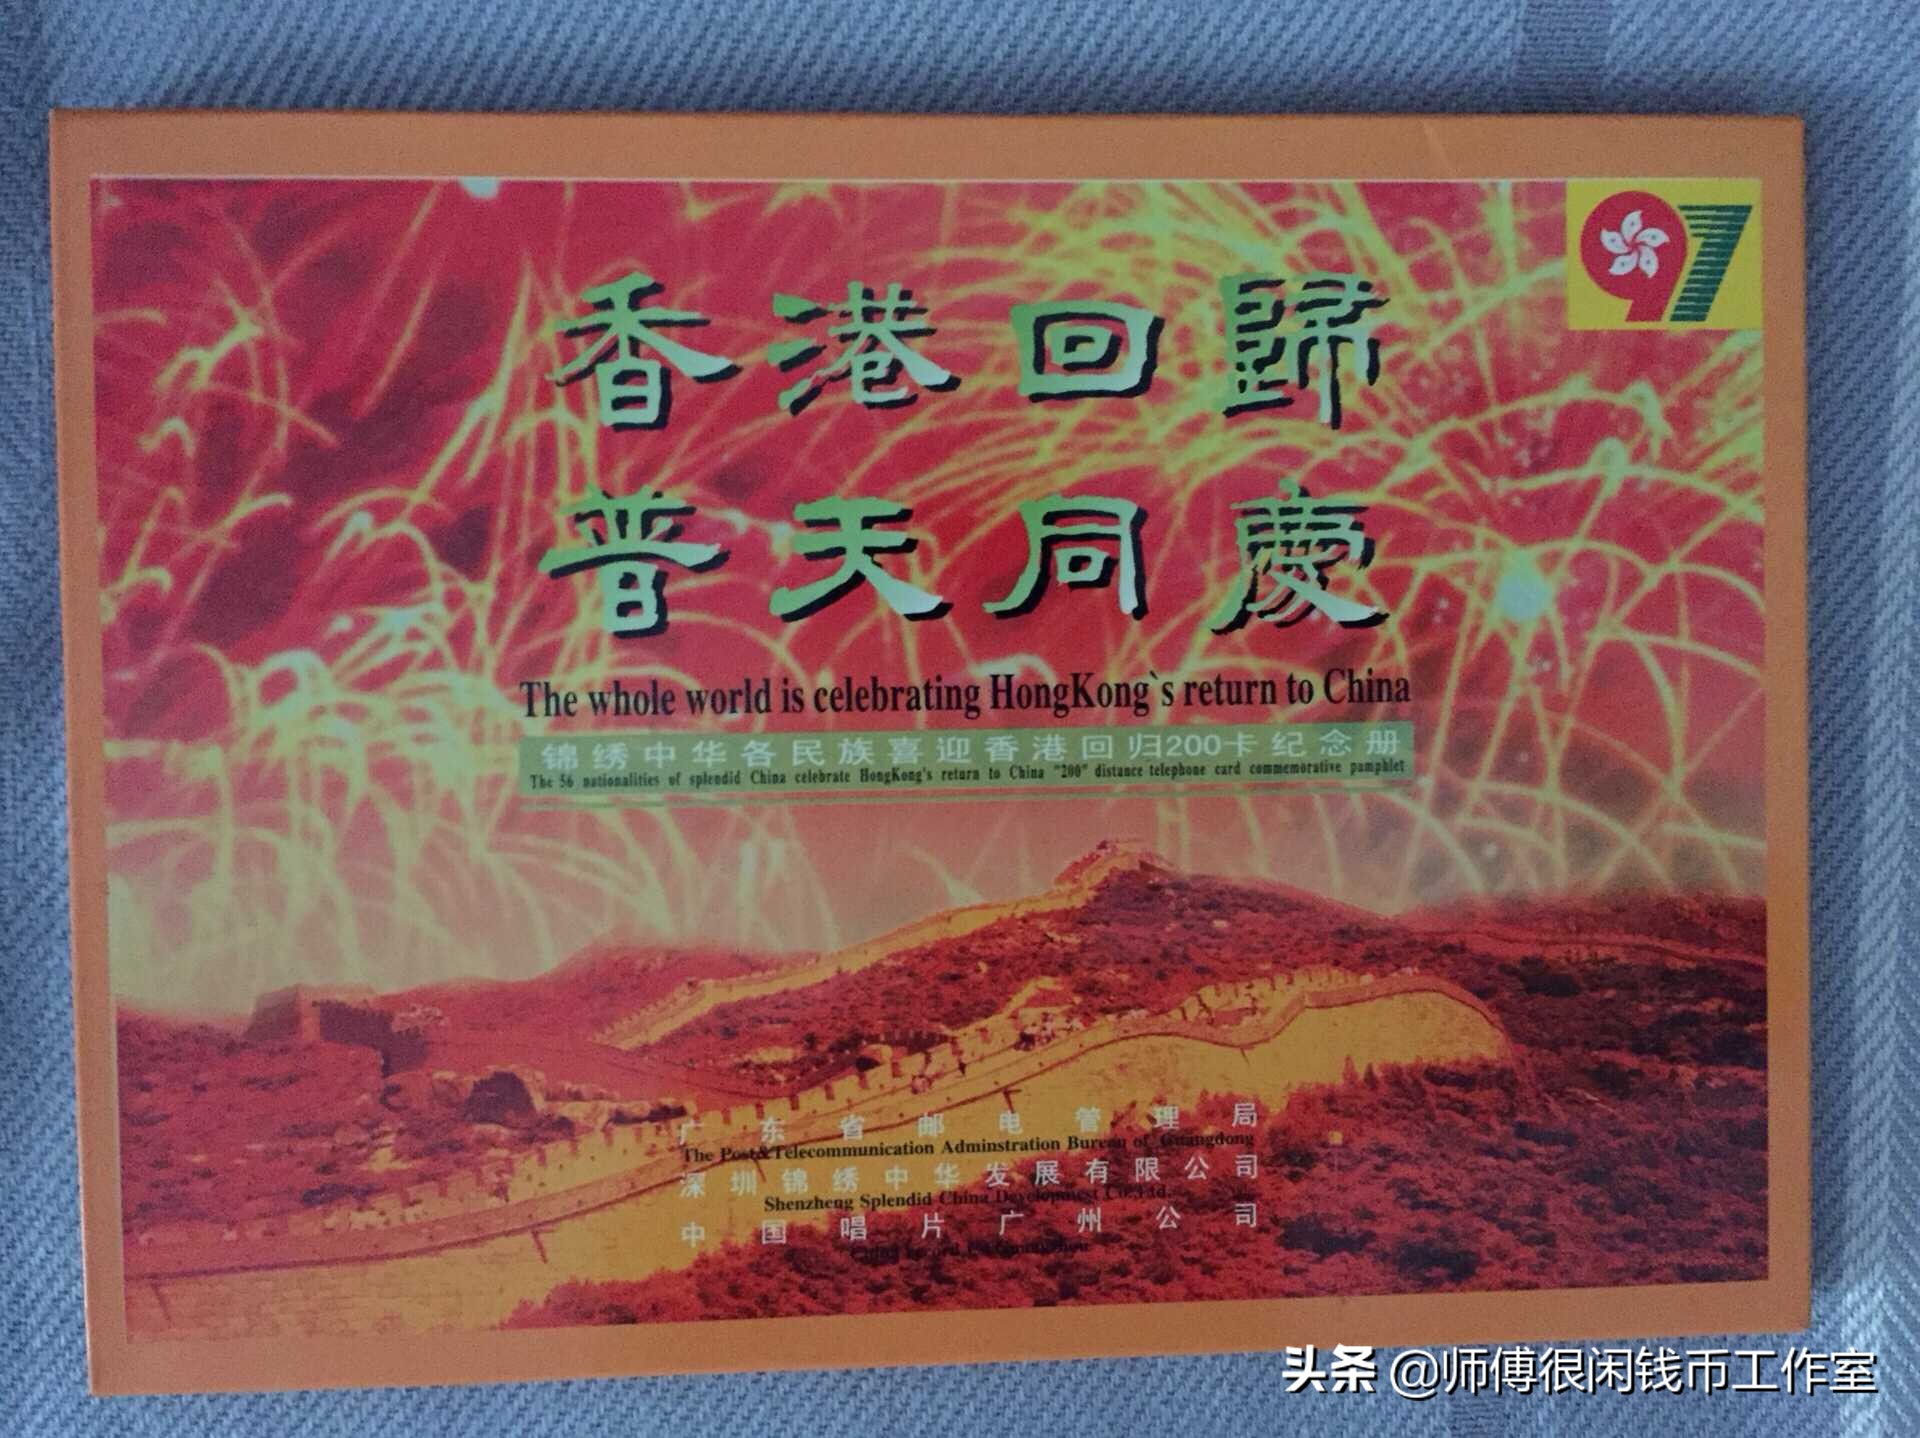 97
香港回歸
普天同慶
The whole world is celebrating HongKong`s return to China
锦绣中华各民族喜迎香港回归200卡纪念册
The 56 nationalities of splendid China celebrate HongKong's return to China "200" distance telephone card commemorative pamphlet
广东省邮电管理局
The Post&Telecommunication Adminstration Bureau of Guangdong
深圳锦绣中华发展有限公司
Shenzheng Splendid China Development Co.Ltd.
中国唱片广州公司
头条 @师傅很闲钱币工作室